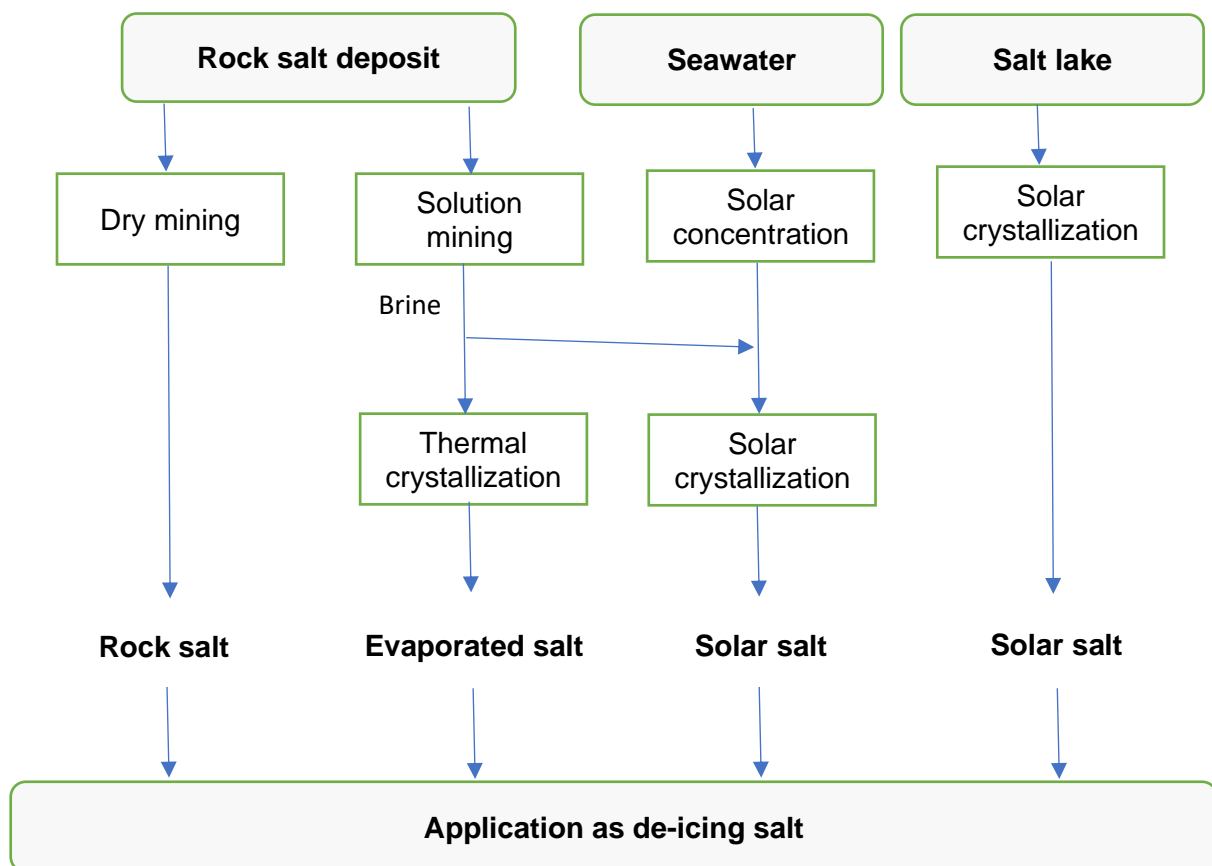 Rock salt deposit
Seawater
Salt lake
Dry mining
Solution
mining
Solar
concentration
Solar
crystallization
Brine
Thermal
crystallization
Solar
crystallization
Rock salt
Evaporated salt
Solar salt
Solar salt
Application as de-icing salt